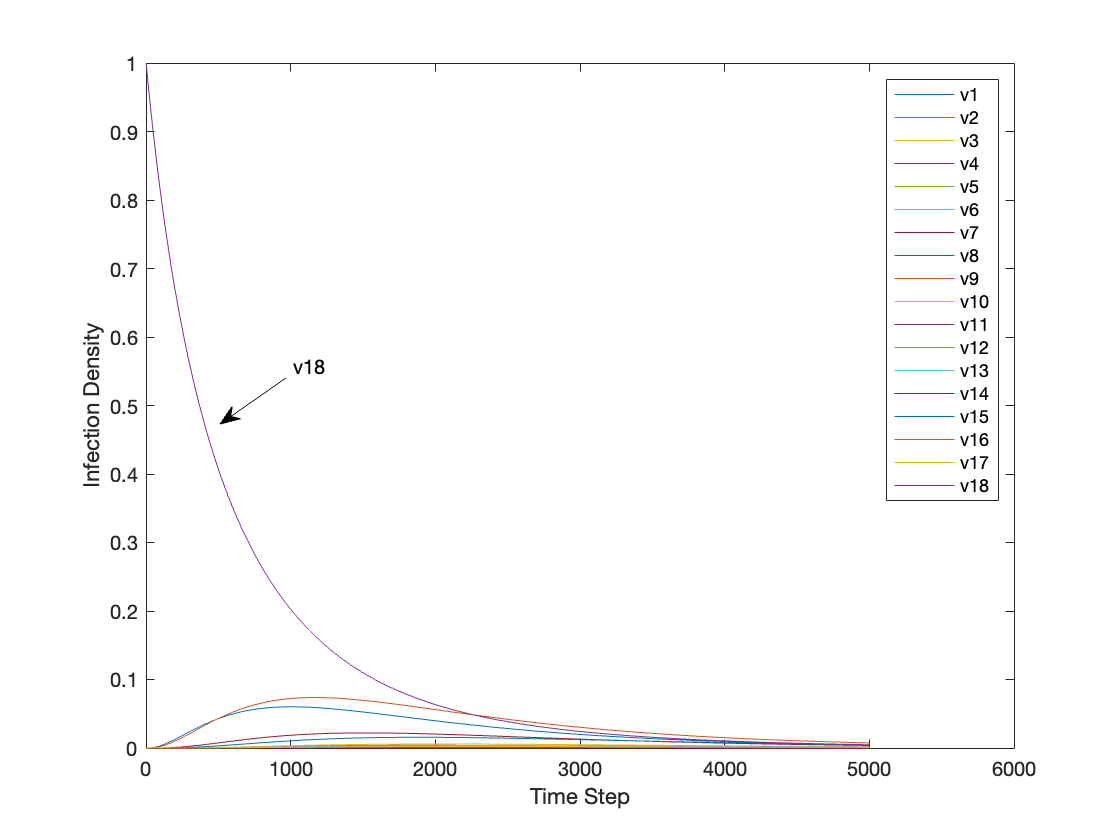 1
0.9
0.8
0.7
0.6
0.5
0.4
0.3
0.2
0.1
0
Infection Density
v18
v1
v2
v3
v4
v5
v6
v7
v8
v9
v10
v11
v12
v13
v14
v15
v16
v17
v18
0 1000 2000 3000 4000 5000 6000
Time Step